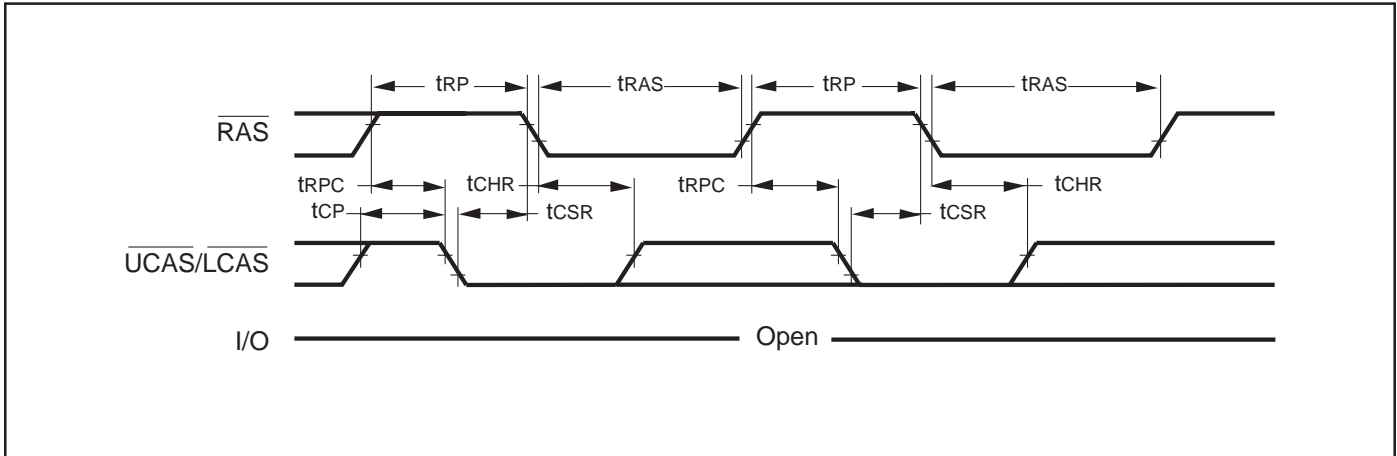 tRP tRAS tRP tRAS
RAS
tRPC tCHR tRPC tCHR
tCP tCSR tCSR
UCAS/LCAS
I/O Open